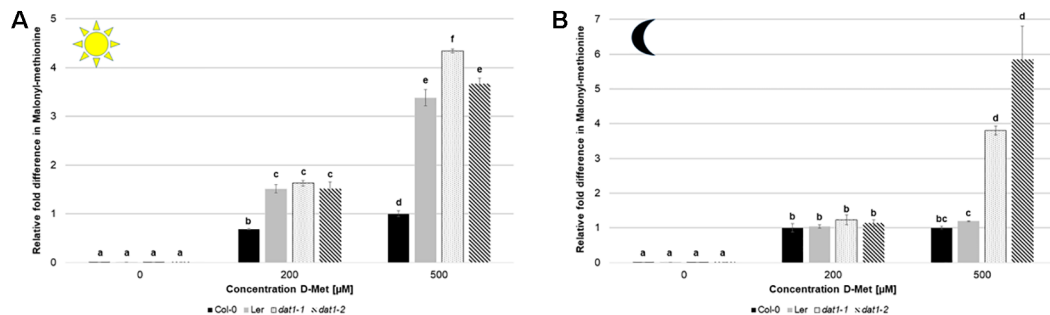 A
Relative fold difference in Malonyl-methionine
5
4
3
2
1
0
a a a a
b c c c
d e f e
0 200 500
Concentration D-Met [µM]
Col-0 Ler dat1-1 dat1-2
B
Relative fold difference in Malonyl-methionine
7
6
5
4
3
2
1
0
a a a a
b b b b
bc c d d
0 200 500
Concentration D-Met [µM]
Col-0 Ler dat1-1 dat1-2